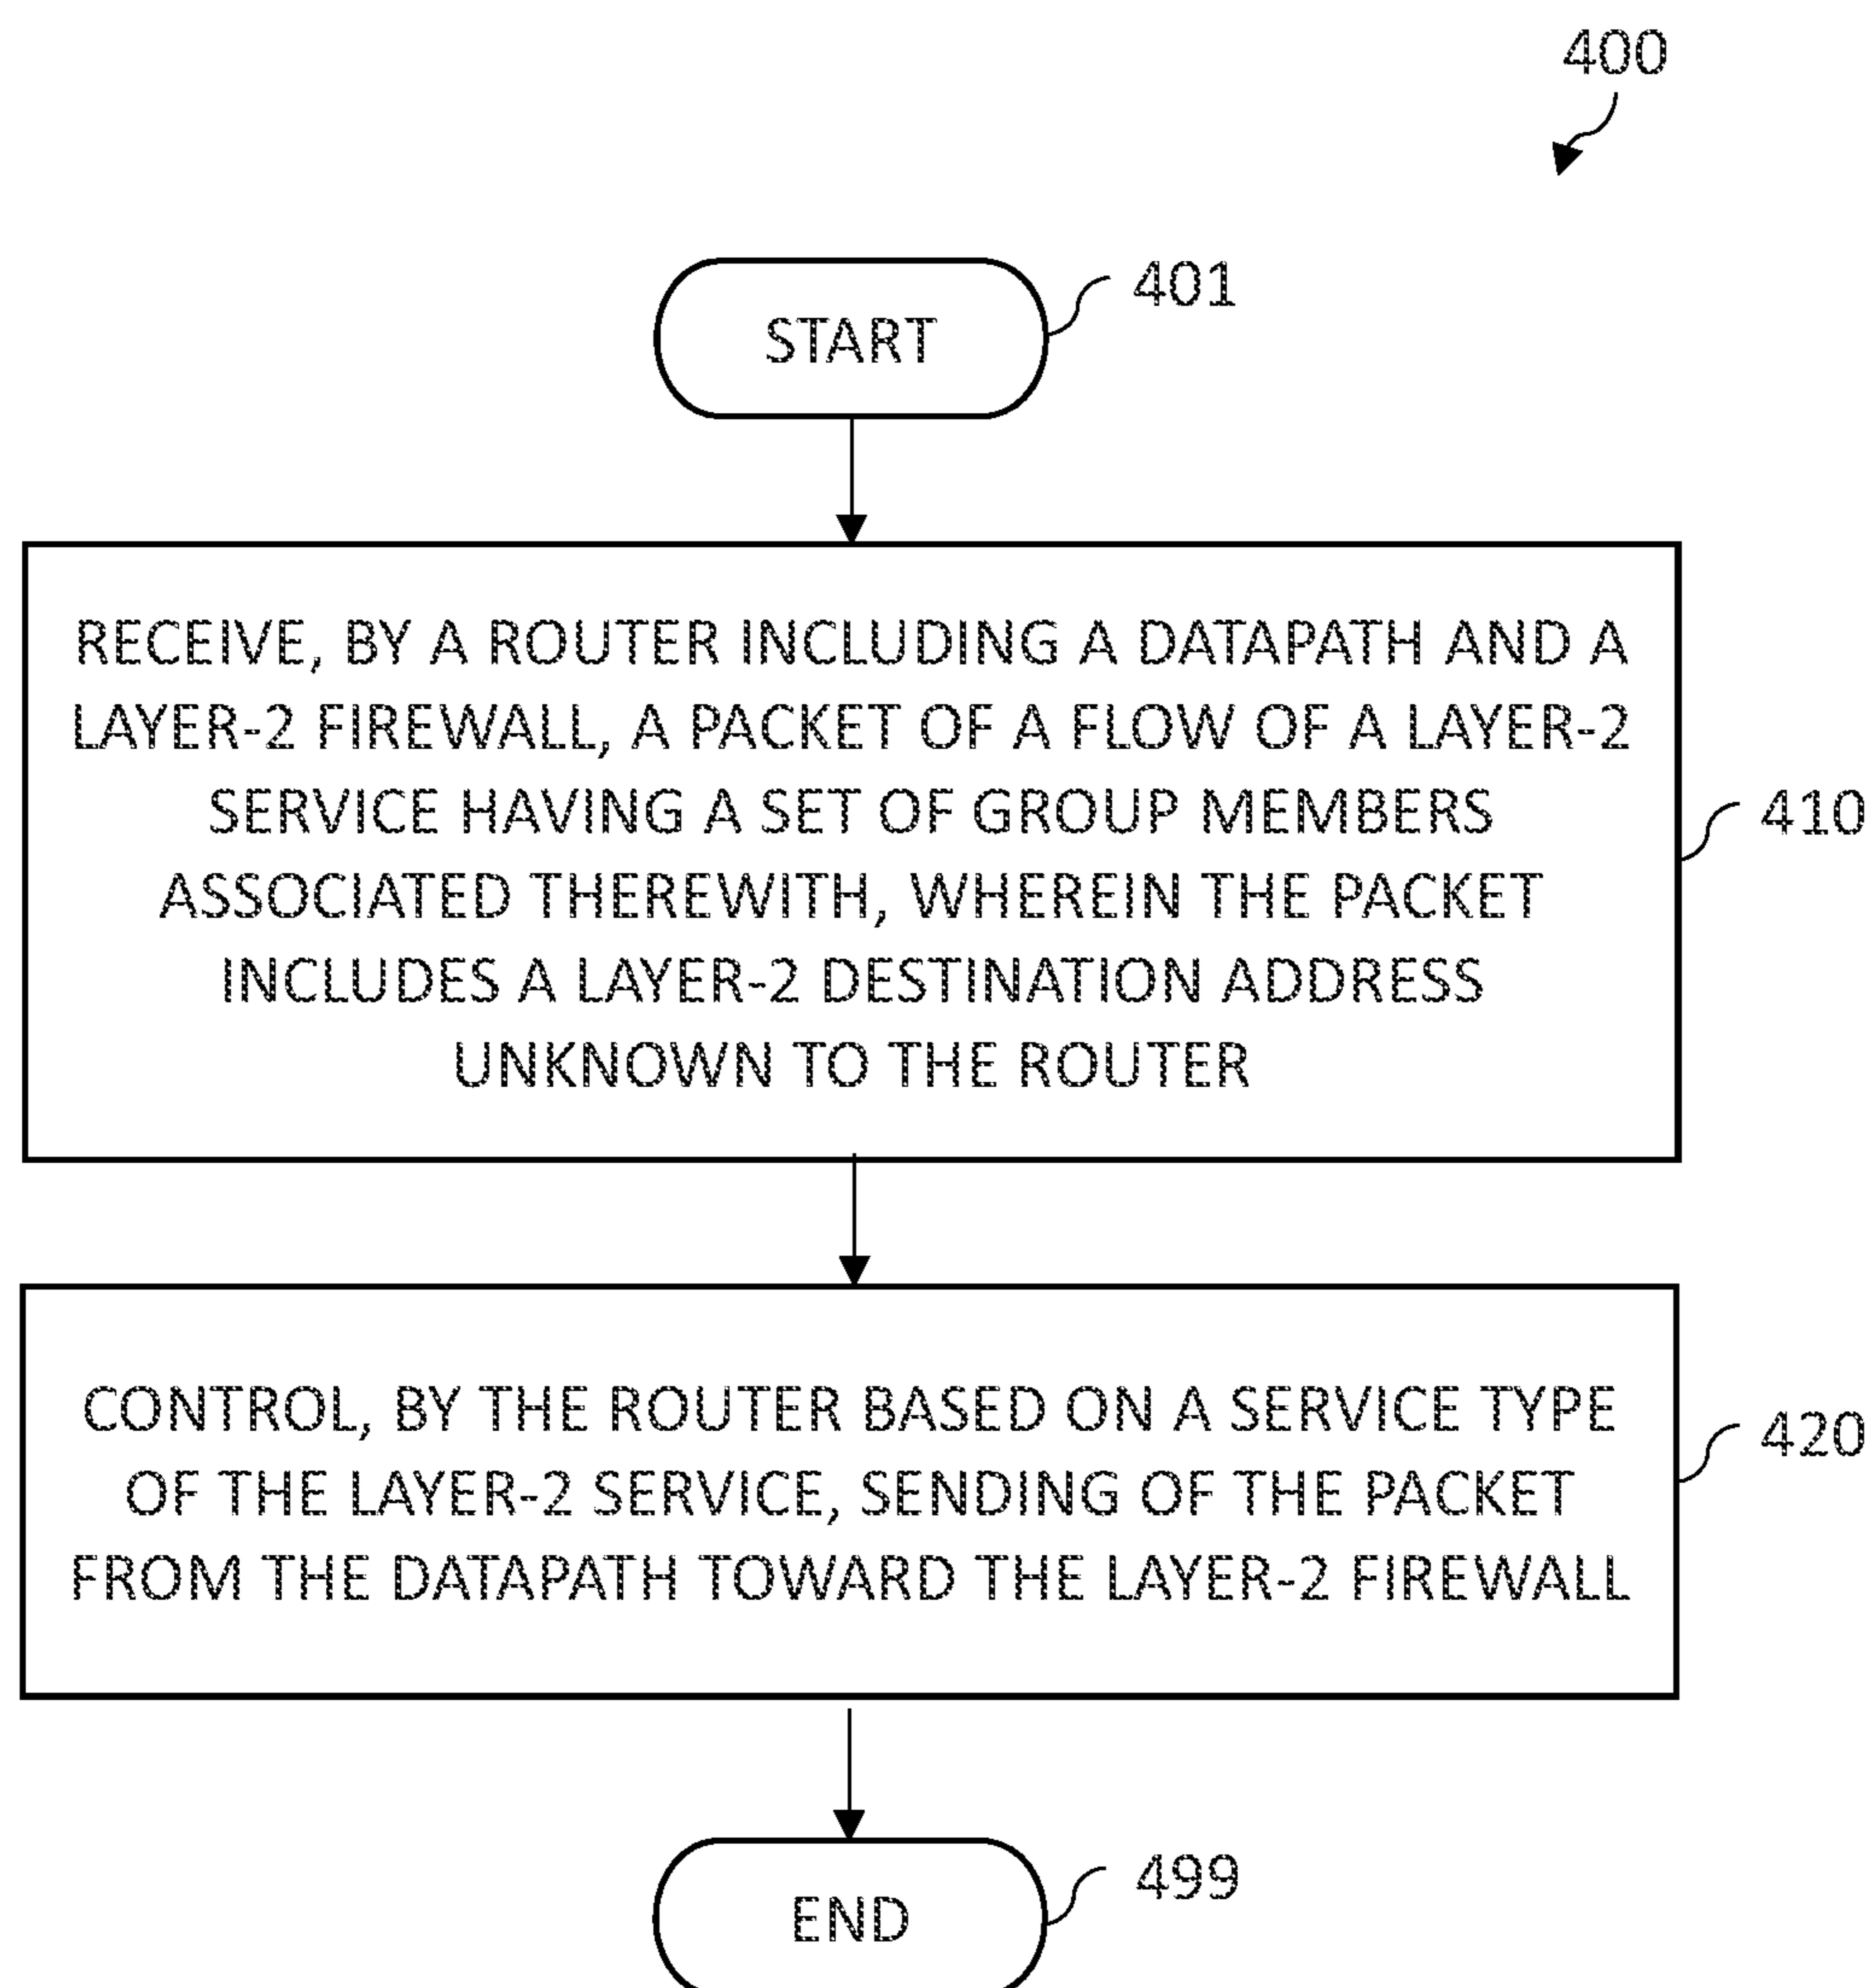 400
401
START
RECEIVE, BY A ROUTER INCLUDING A DATAPATH AND A
LAYER-2 FIREWALL, A PACKET OF A FLOW OF A LAYER-2
SERVICE HAVING A SET OF GROUP MEMBERS
ASSOCIATED THEREWITH, WHEREIN THE PACKET
INCLUDES A LAYER-2 DESTINATION ADDRESS
UNKNOWN TO THE ROUTER
410
CONTROL, BY THE ROUTER BASED ON A SERVICE TYPE
OF THE LAYER-2 SERVICE, SENDING OF THE PACKET
FROM THE DATAPATH TOWARD THE LAYER-2 FIREWALL
420
499
END